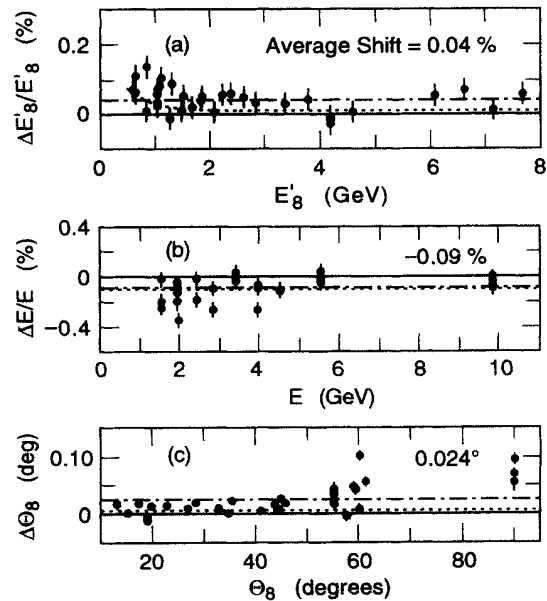 (a) Average Shift = 0.04 %
ΔE'₈/E'₈ (%)
0.2
0
0 2 4 6 8
E'₈ (GeV)
(b) −0.09 %
ΔE/E (%)
0.4
0
−0.4
0 2 4 6 8 10
E (GeV)
(c) 0.024°
ΔΘ₈ (deg)
0.10
0
20 40 60 80
Θ₈ (degrees)